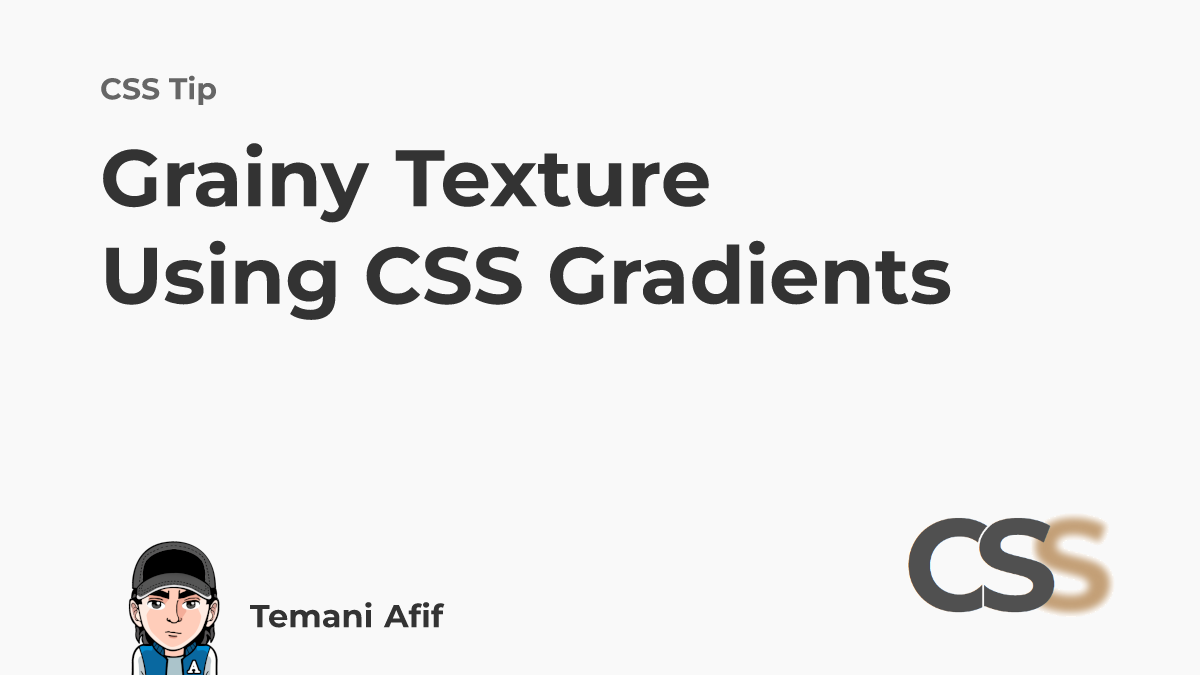 CSS Tip
Grainy Texture
Using CSS Gradients
A
Temani Afif
CSS